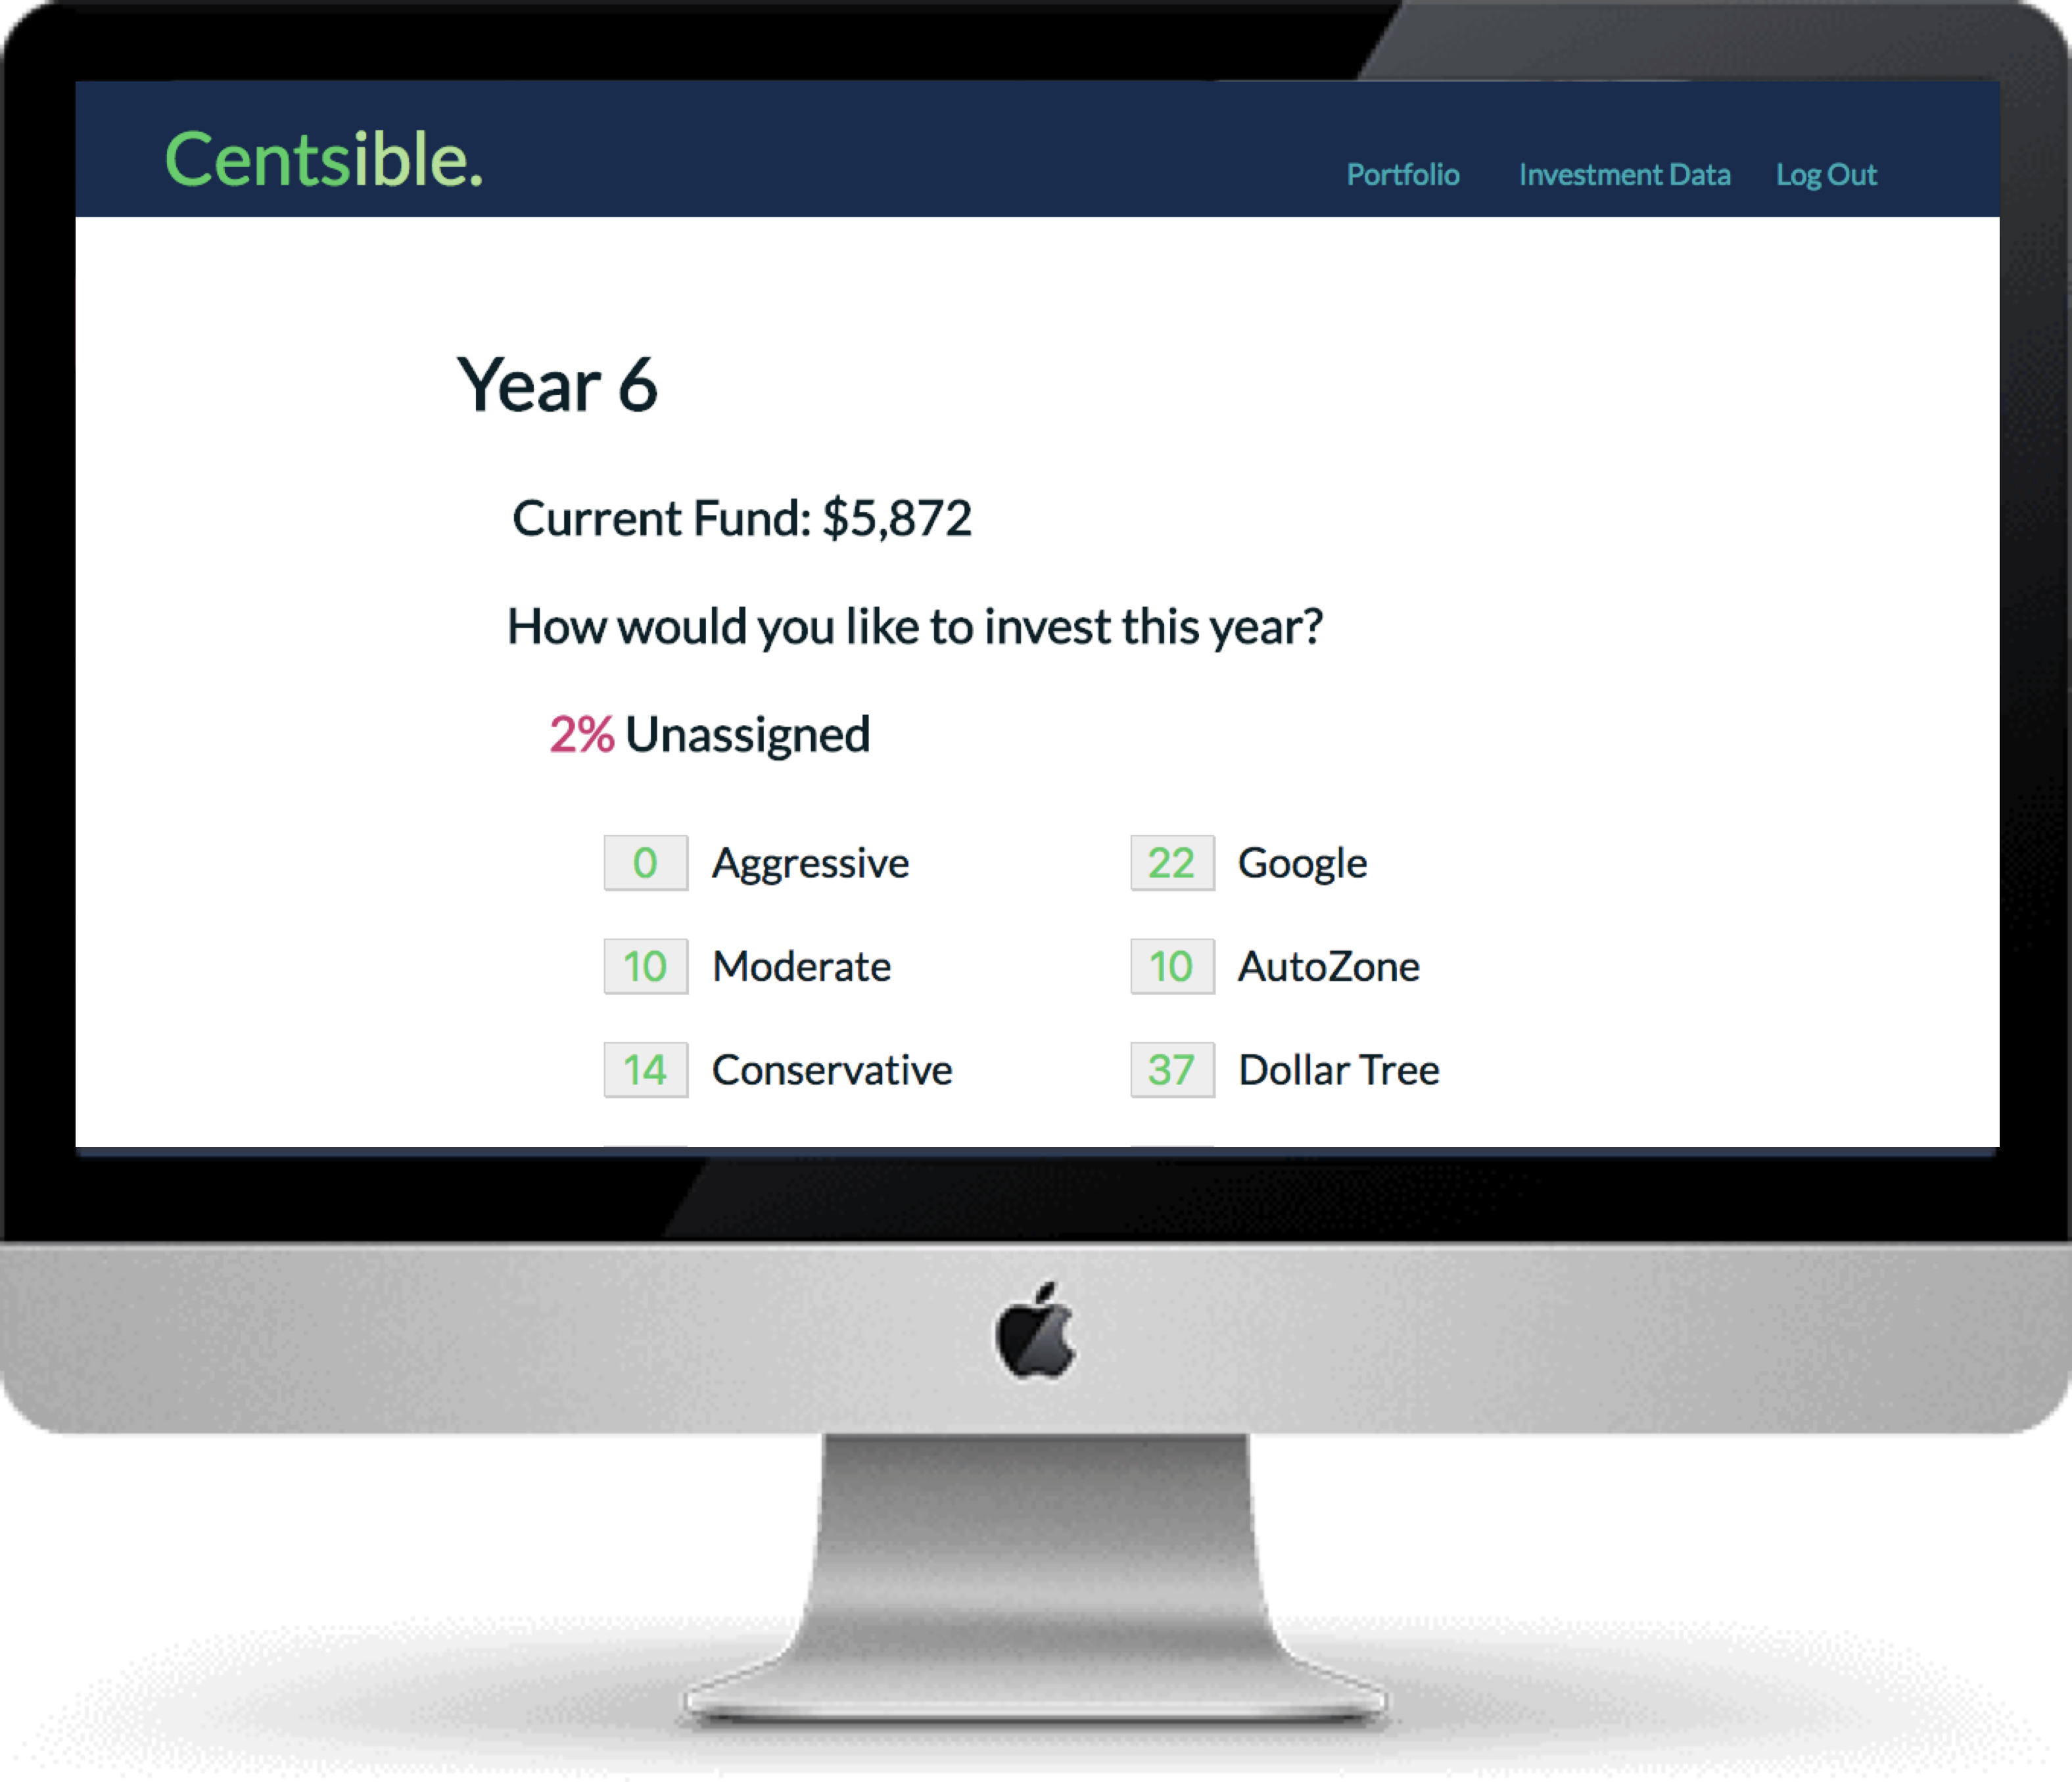 Centsible.
Portfolio Investment Data Log Out
Year 6
Current Fund: $5,872
How would you like to invest this year?
2% Unassigned
0 Aggressive 22 Google
10 Moderate 10 AutoZone
14 Conservative 37 Dollar Tree